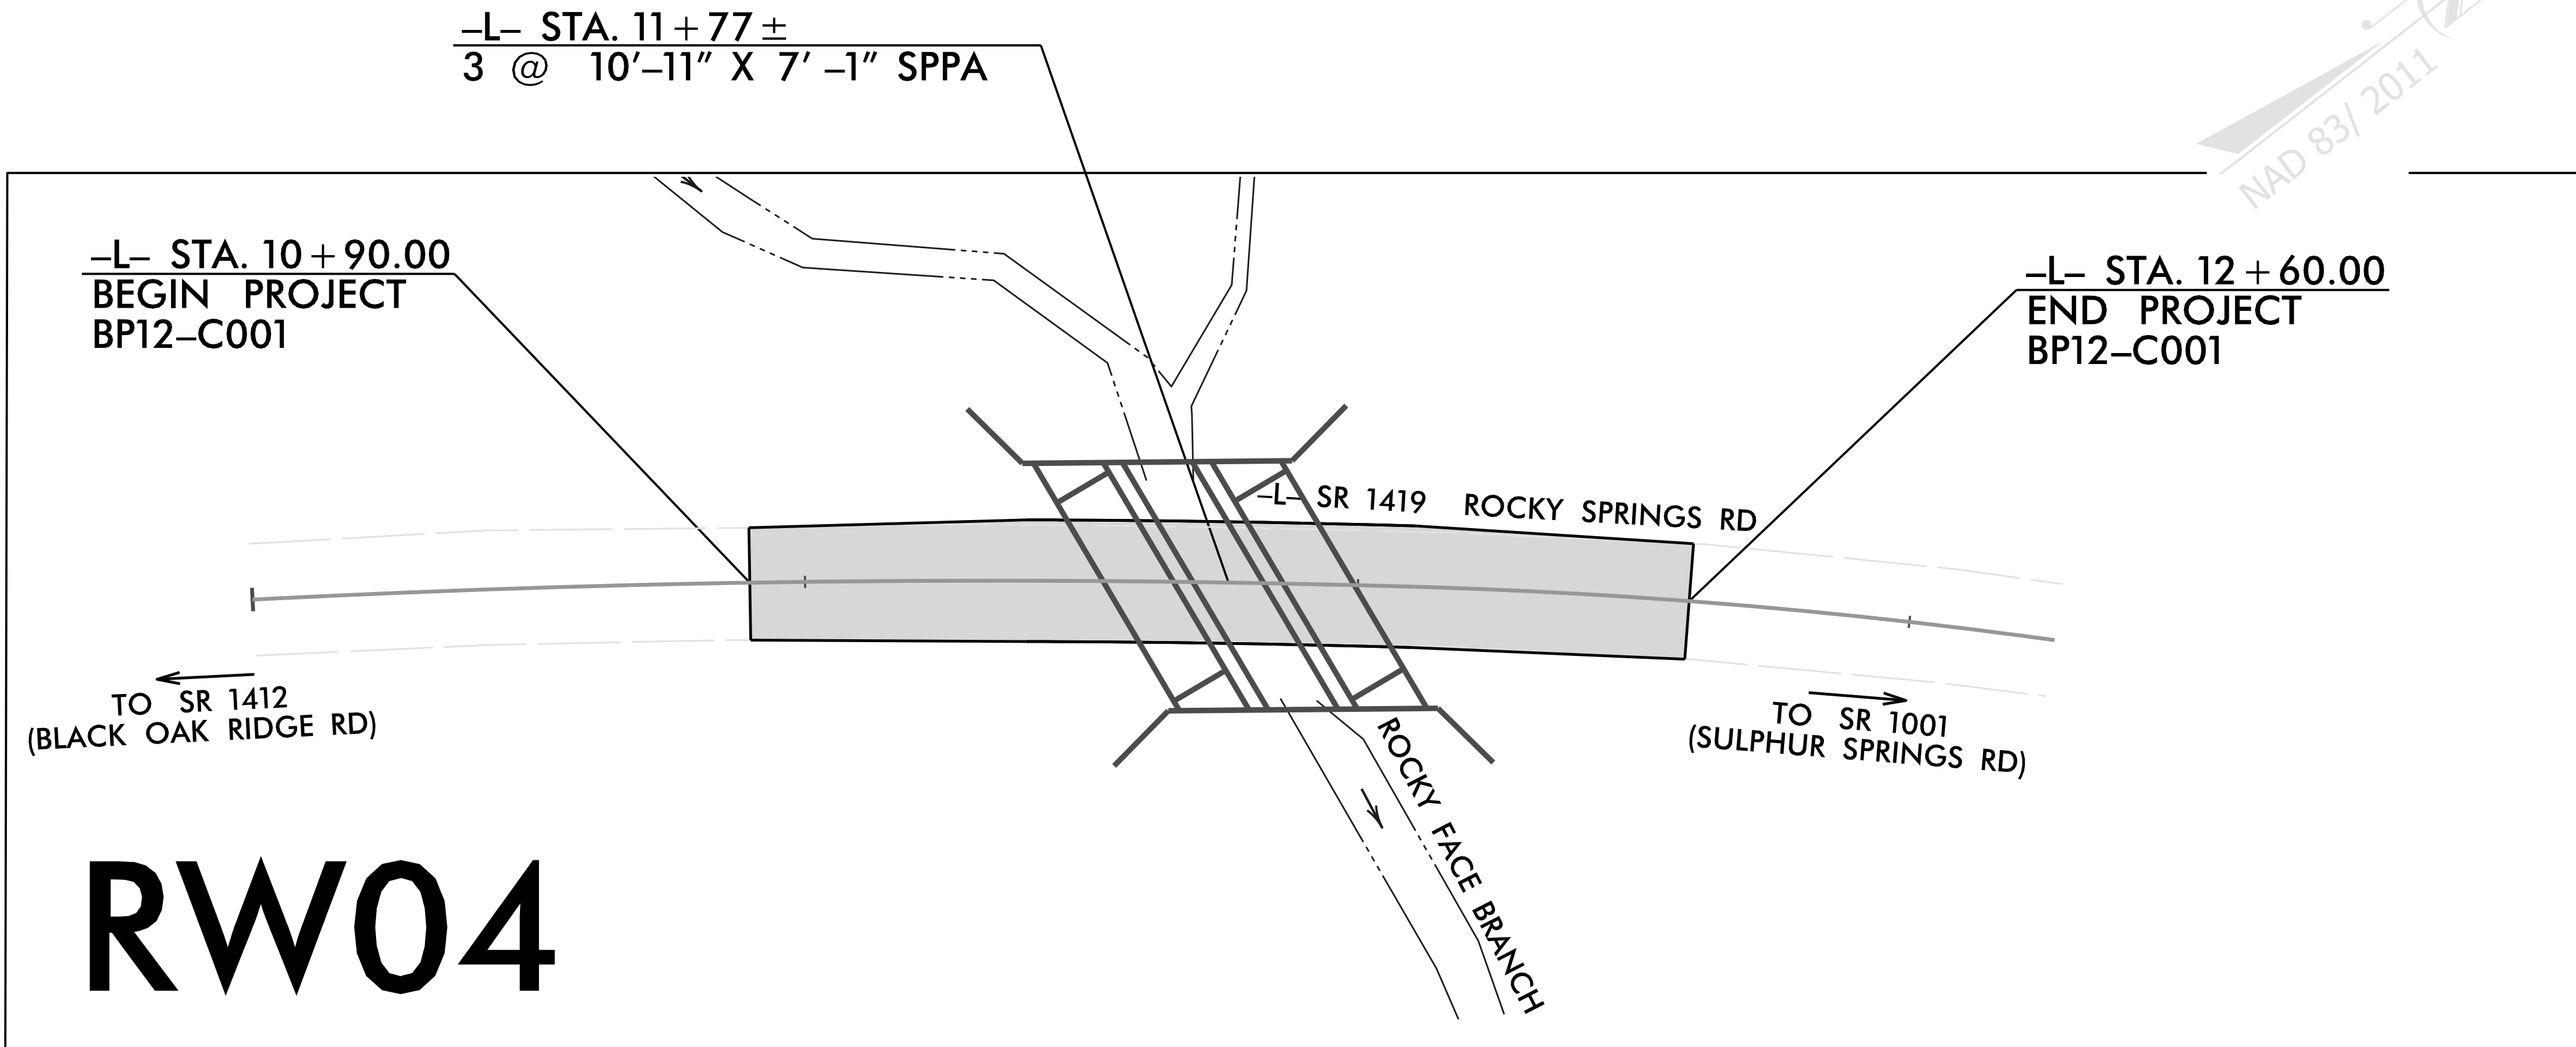 –L– STA. 11+77 ±
3 @ 10'–11" X 7' –1" SPPA
NAD 83/ 2011
–L– STA. 10+90.00
BEGIN PROJECT
BP12–C001
–L– STA. 12+60.00
END PROJECT
BP12–C001
–L– SR 1419 ROCKY SPRINGS RD
TO SR 1412
(BLACK OAK RIDGE RD)
TO SR 1001
(SULPHUR SPRINGS RD)
ROCKY FACE BRANCH
RW04